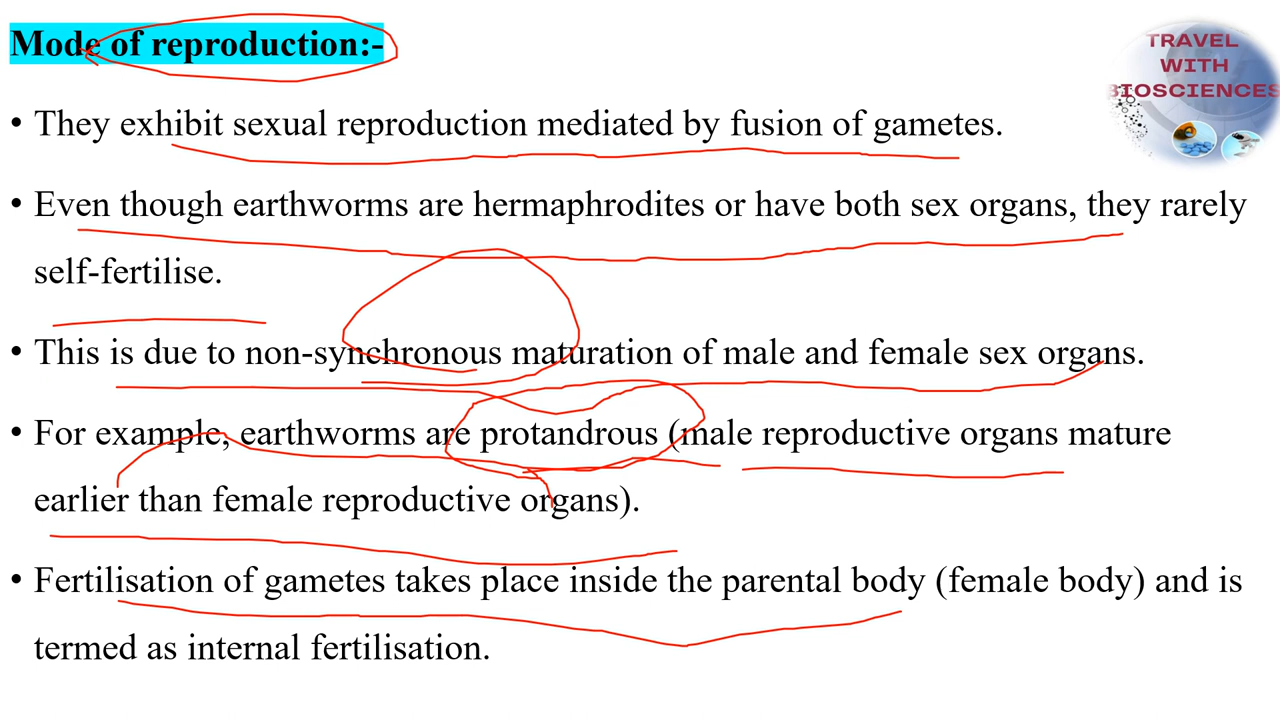 Mode of reproduction:-
TRAVEL
WITH
BIOSCIENCES
• They exhibit sexual reproduction mediated by fusion of gametes.
• Even though earthworms are hermaphrodites or have both sex organs, they rarely
self-fertilise.
• This is due to non-synchronous maturation of male and female sex organs.
• For example, earthworms are protandrous (male reproductive organs mature
earlier than female reproductive organs).
• Fertilisation of gametes takes place inside the parental body (female body) and is
termed as internal fertilisation.